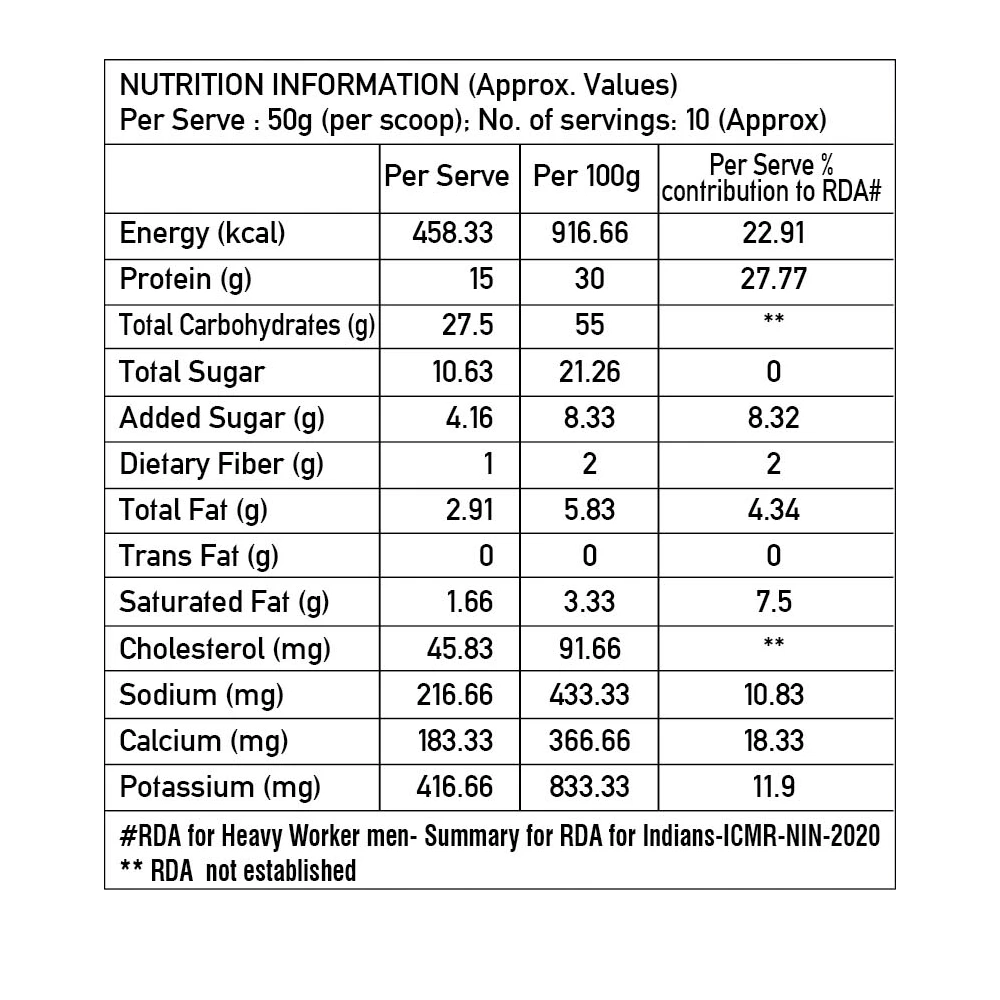 NUTRITION INFORMATION (Approx. Values)
Per Serve : 50g (per scoop); No. of servings: 10 (Approx)
Per Serve Per 100g Per Serve % contribution to RDA#
Energy (kcal) 458.33 916.66 22.91
Protein (g) 15 30 27.77
Total Carbohydrates (g) 27.5 55 **
Total Sugar 10.63 21.26 0
Added Sugar (g) 4.16 8.33 8.32
Dietary Fiber (g) 1 2 2
Total Fat (g) 2.91 5.83 4.34
Trans Fat (g) 0 0 0
Saturated Fat (g) 1.66 3.33 7.5
Cholesterol (mg) 45.83 91.66 **
Sodium (mg) 216.66 433.33 10.83
Calcium (mg) 183.33 366.66 18.33
Potassium (mg) 416.66 833.33 11.9
#RDA for Heavy Worker men- Summary for RDA for Indians-ICMR-NIN-2020
** RDA not established